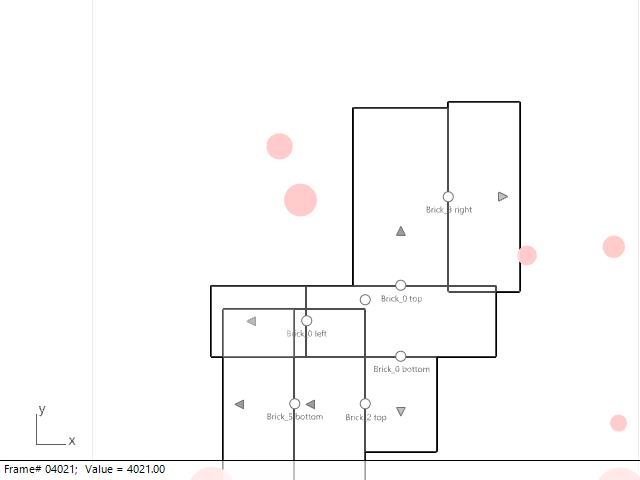 Brick_3 right
Brick_0 top
Brick_0 left
Brick_0 bottom
Brick_5 bottom
Brick_2 top
y
x
Frame# 04021; Value = 4021.00